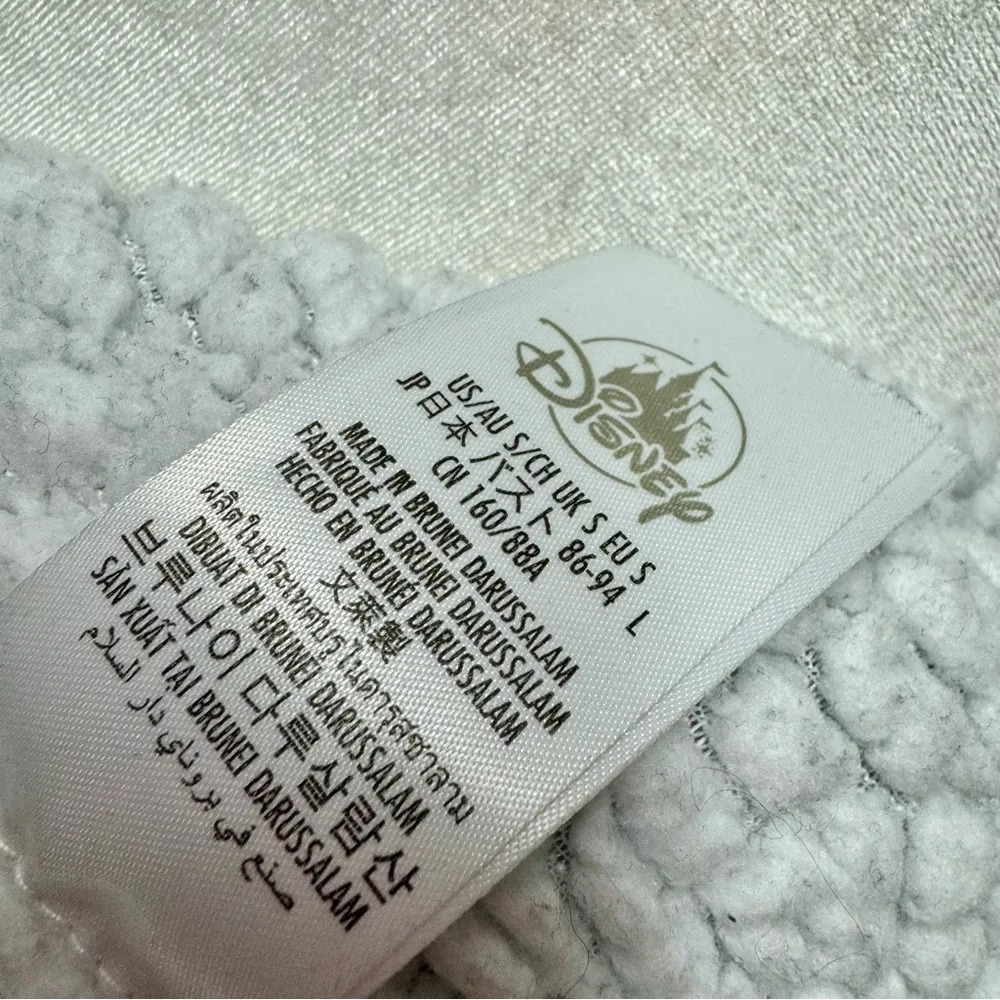 Disney
US/AU S/CH UK S EU S
JP 日本 バスト 86-94 L
CN 160/88A
MADE IN BRUNEI DARUSSALAM
FABRIQUÉ AU BRUNEI DARUSSALAM
HECHO EN BRUNÉI DARUSSALAM
文萊製
ผลิตในประเทศบรูไนดารุสซาลาม
DIBUAT DI BRUNEI DARUSSALAM
브루나이 다루살람 산
SẢN XUẤT TẠI BRUNEI DARUSSALAM
صنع في بروناي دار السلام